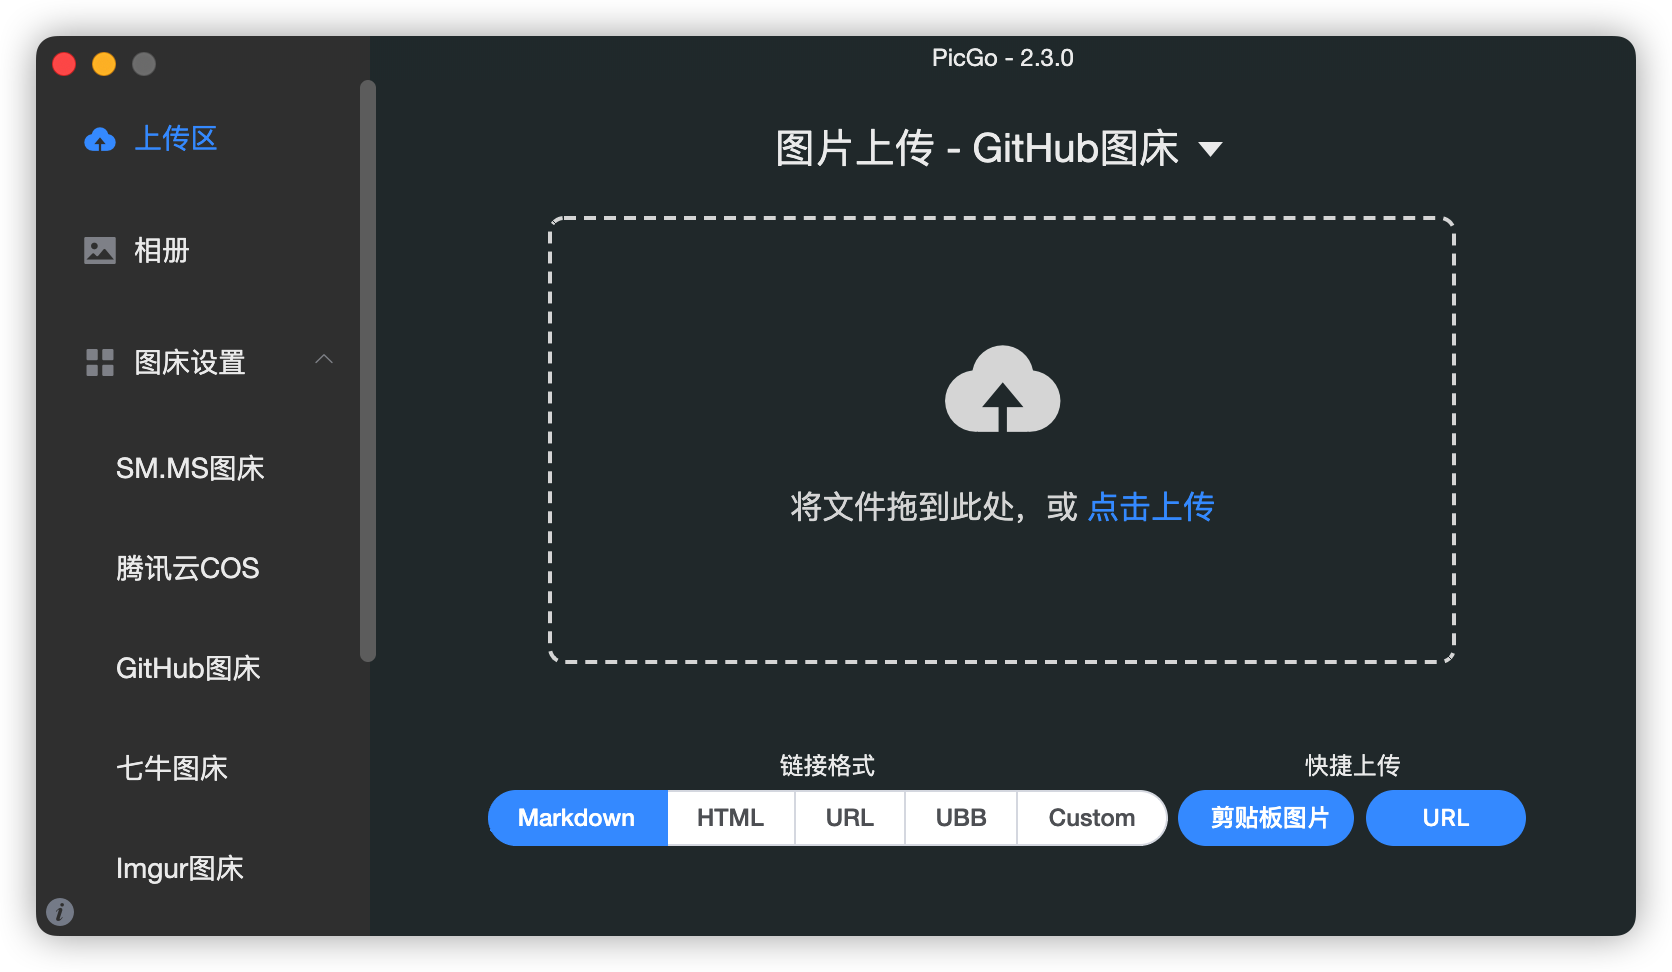 PicGo - 2.3.0
上传区
相册
图床设置
SM.MS图床
腾讯云COS
GitHub图床
七牛图床
Imgur图床
图片上传 - GitHub图床
将文件拖到此处，或 点击上传
链接格式
Markdown HTML URL UBB Custom
快捷上传
剪贴板图片 URL